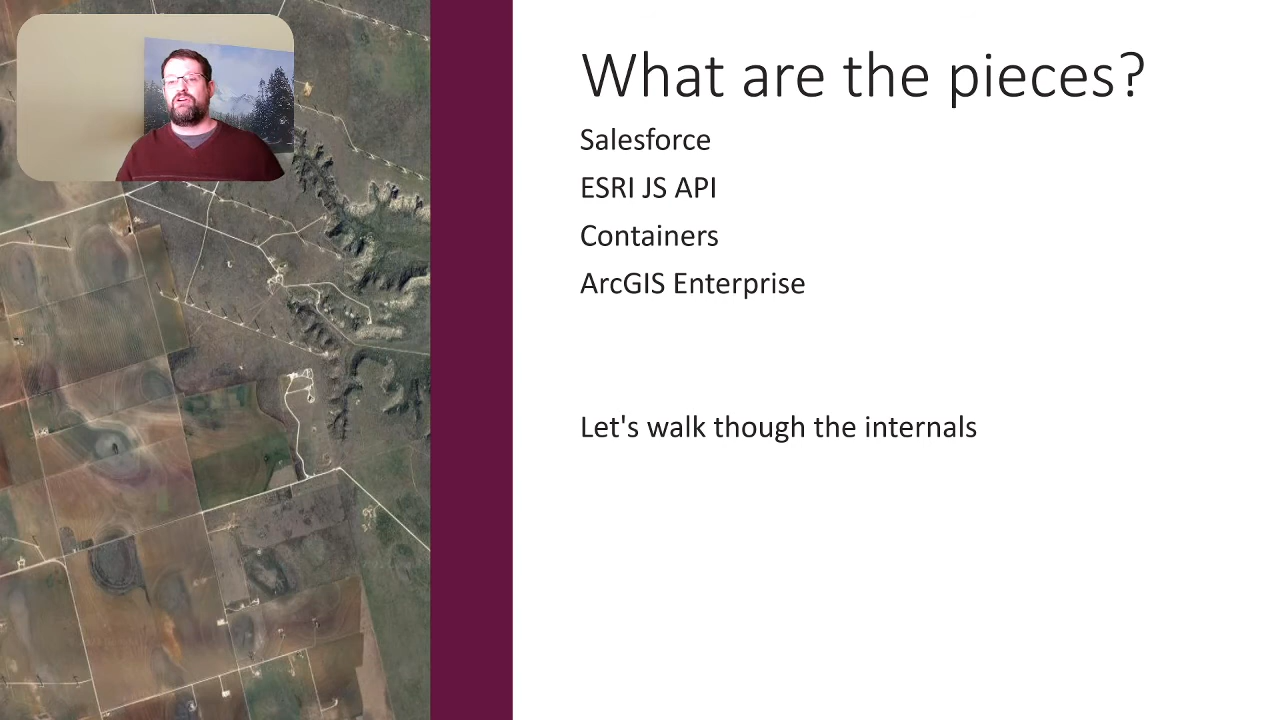 What are the pieces?
Salesforce
ESRI JS API
Containers
ArcGIS Enterprise
Let's walk though the internals